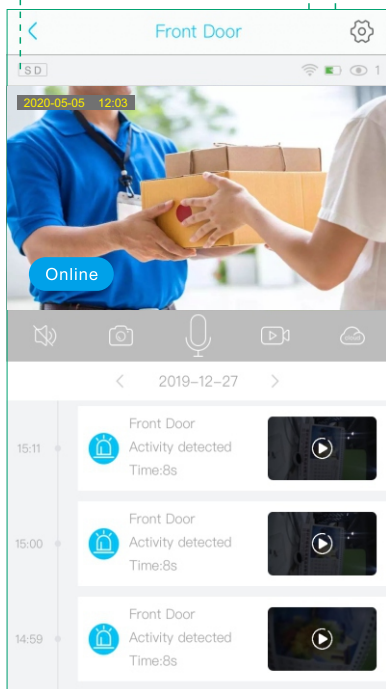 Front Door
SD
1
2020-05-05 12:03
Online
cloud
2019-12-27
15:11
Front Door
Activity detected
Time:8s
15:00
Front Door
Activity detected
Time:8s
14:59
Front Door
Activity detected
Time:8s